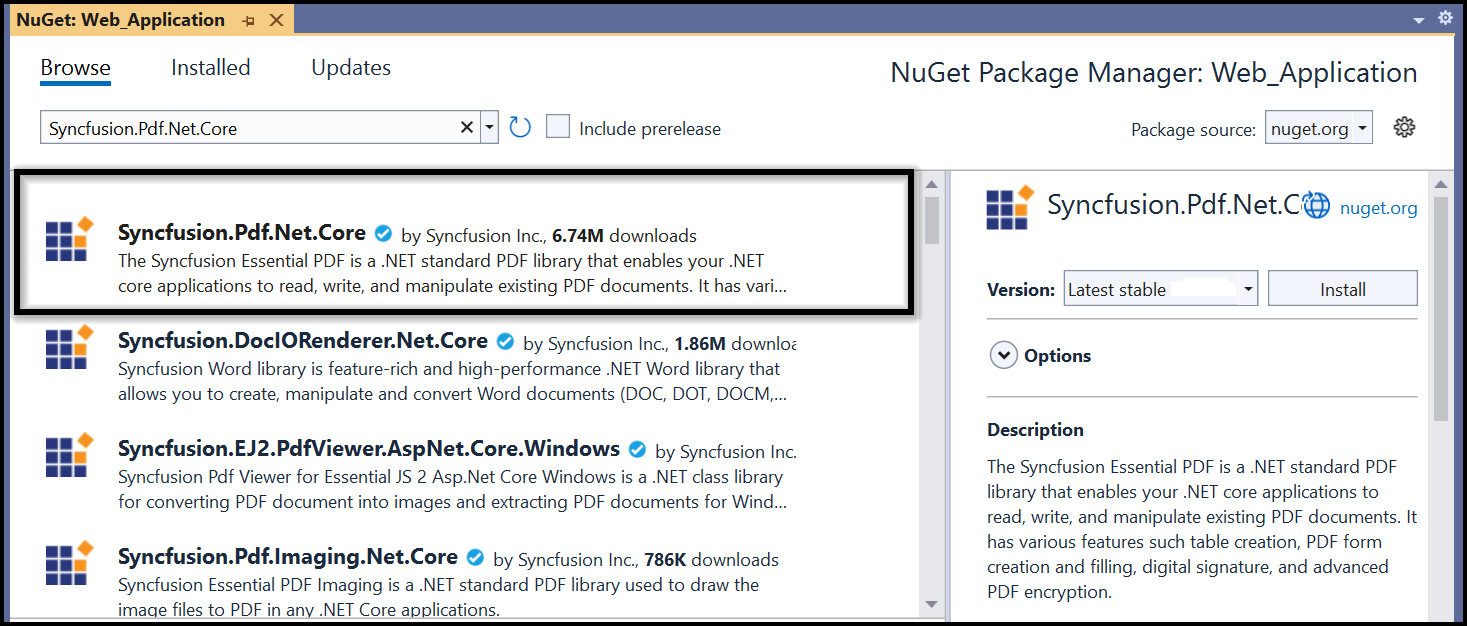 NuGet: Web_Application
Browse Installed Updates
NuGet Package Manager: Web_Application
Syncfusion.Pdf.Net.Core
Include prerelease
Package source: nuget.org
Syncfusion.Pdf.Net.Core by Syncfusion Inc., 6.74M downloads
The Syncfusion Essential PDF is a .NET standard PDF library that enables your .NET
core applications to read, write, and manipulate existing PDF documents. It has vari...
Syncfusion.DocIORenderer.Net.Core by Syncfusion Inc., 1.86M downloa
Syncfusion Word library is feature-rich and high-performance .NET Word library that
allows you to create, manipulate and convert Word documents (DOC, DOT, DOCM,...
Syncfusion.EJ2.PdfViewer.AspNet.Core.Windows by Syncfusion Inc.
Syncfusion Pdf Viewer for Essential JS 2 Asp.Net Core Windows is a .NET class library
for converting PDF document into images and extracting PDF documents for Wind...
Syncfusion.Pdf.Imaging.Net.Core by Syncfusion Inc., 786K downloads
Syncfusion Essential PDF Imaging is a .NET standard PDF library used to draw the
image files to PDF in any .NET Core applications.
Syncfusion.Pdf.Net.C nuget.org
Version: Latest stable Install
Options
Description
The Syncfusion Essential PDF is a .NET standard PDF
library that enables your .NET core applications to
read, write, and manipulate existing PDF documents. It
has various features such table creation, PDF form
creation and filling, digital signature, and advanced
PDF encryption.